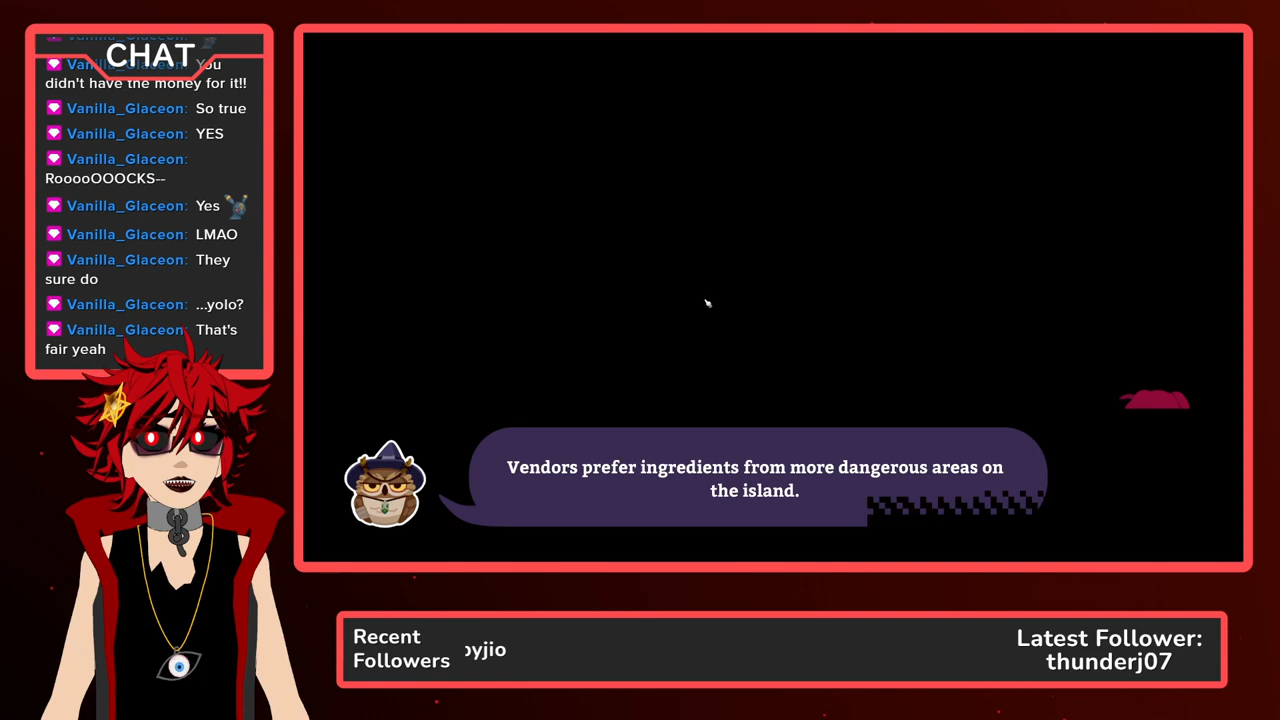 CHAT
Vanilla_Glaceon: You
didn't have the money for it!!
Vanilla_Glaceon: So true
Vanilla_Glaceon: YES
Vanilla_Glaceon:
RooooOOOCKS--
Vanilla_Glaceon: Yes
Vanilla_Glaceon: LMAO
Vanilla_Glaceon: They
sure do
Vanilla_Glaceon: ...yolo?
Vanilla_Glaceon: That's
fair yeah
Vendors prefer ingredients from more dangerous areas on
the island.
Recent
Followers
yjio
Latest Follower:
thunderj07